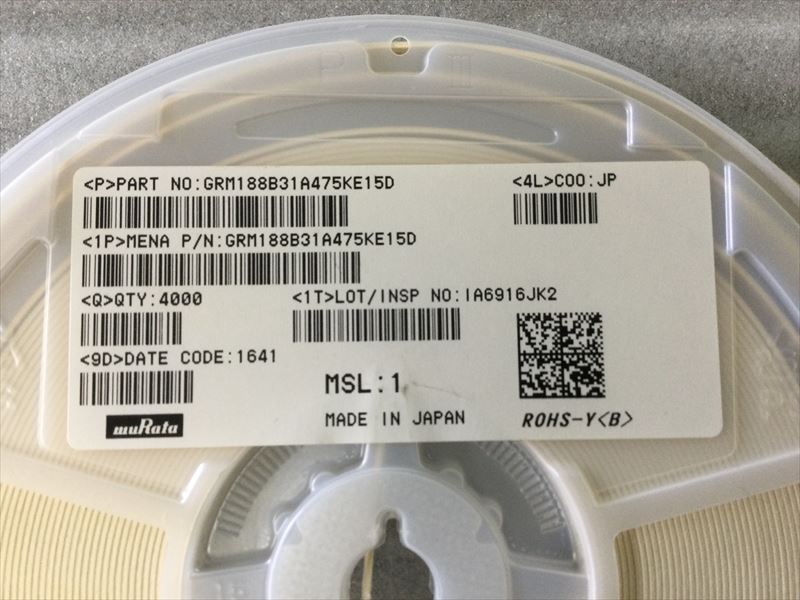 <P>PART NO:GRM188B31A475KE15D
<4L>COO:JP
<1P>MENA P/N:GRM188B31A475KE15D
<Q>QTY:4000
<1T>LOT/INSP NO:IA6916JK2
<9D>DATE CODE:1641
MSL:1
muRata
MADE IN JAPAN
ROHS-Y<B>